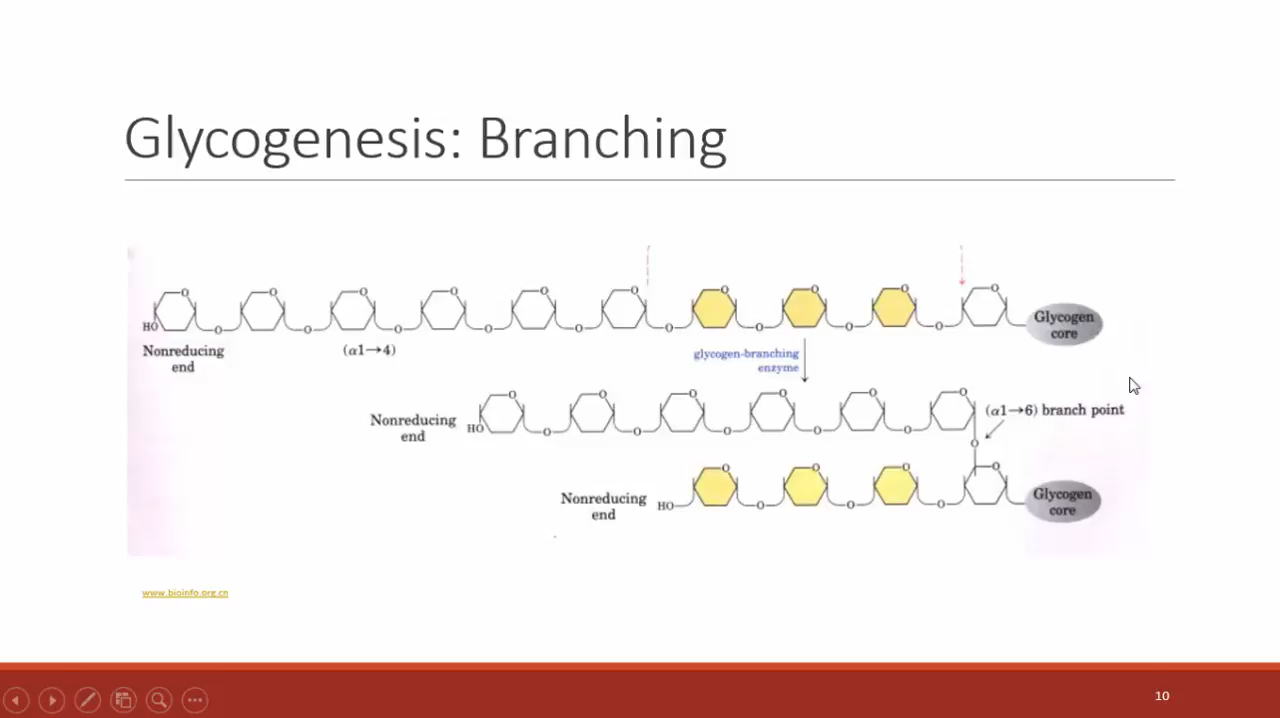 Glycogenesis: Branching
O O O O O O O O O O
HO O O O O O O O O O
Glycogen
core
Nonreducing
end
(α1→4)
glycogen-branching
enzyme
O O O O O O
Nonreducing
end
HO O O O O O
(α1→6) branch point
O
O O O O
Nonreducing
end
HO O O O
Glycogen
core
www.bioinfo.org.cn
10